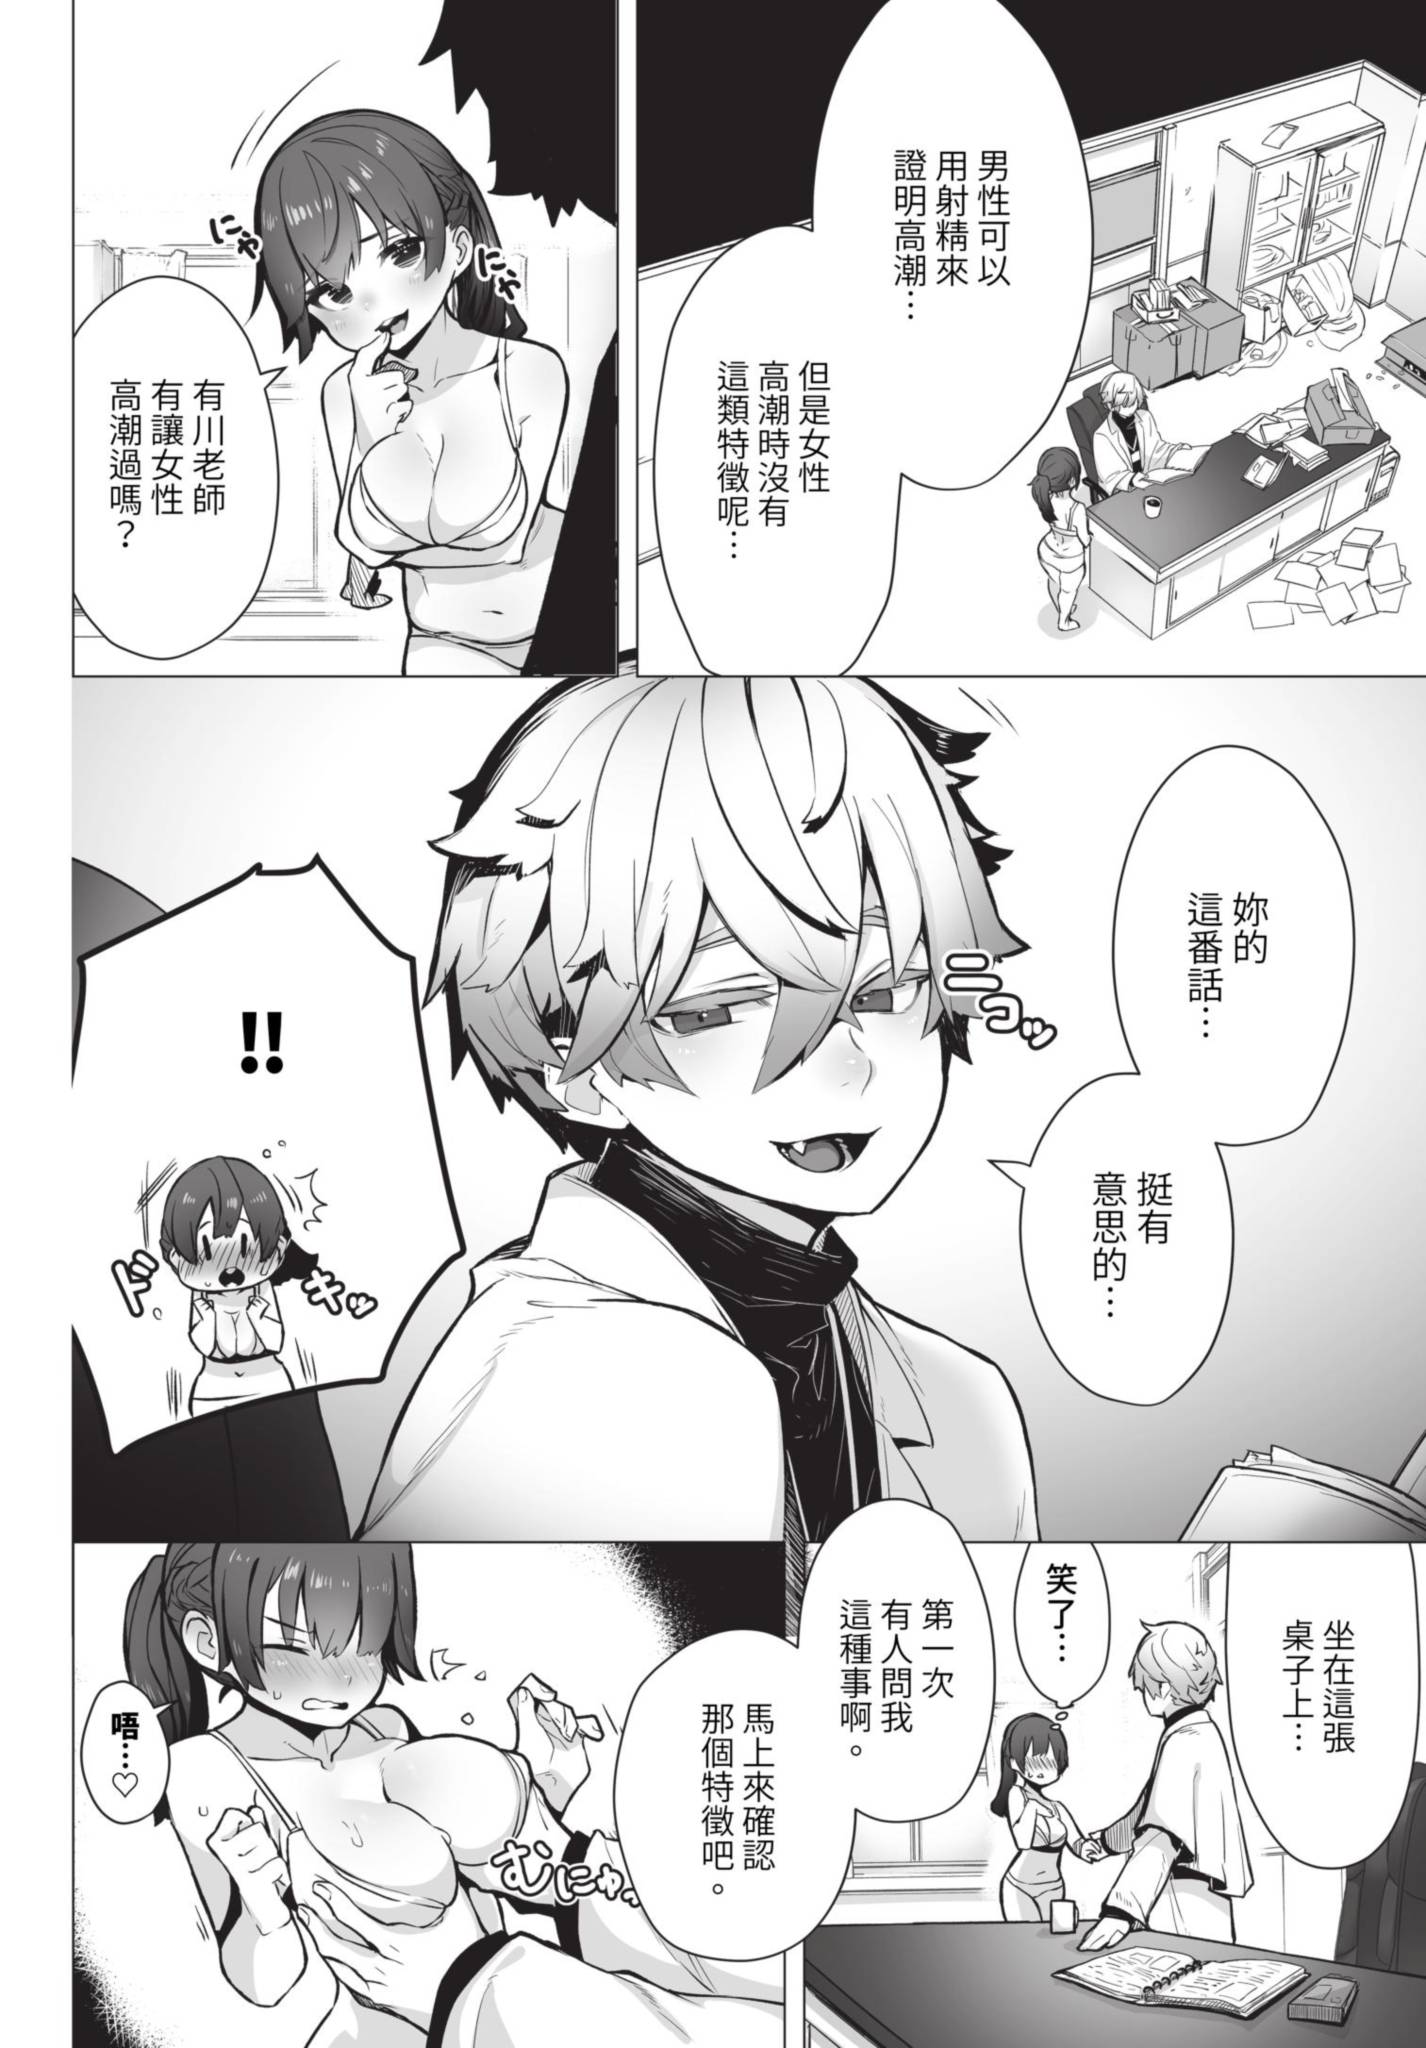 男性可以
用射精來
證明高潮…
但是女性
高潮時沒有
這類特徵呢…
にゃ
にゃ
有川老師
有讓女性
高潮過嗎？
妳的
這番話…
挺有
意思的…
ニコッ
!!
ドキッ
坐在這張
桌子上…
笑了…
第一次
有人問我
這種事啊。
馬上來確認
那個特徵吧。
むにゅっ
唔…♡